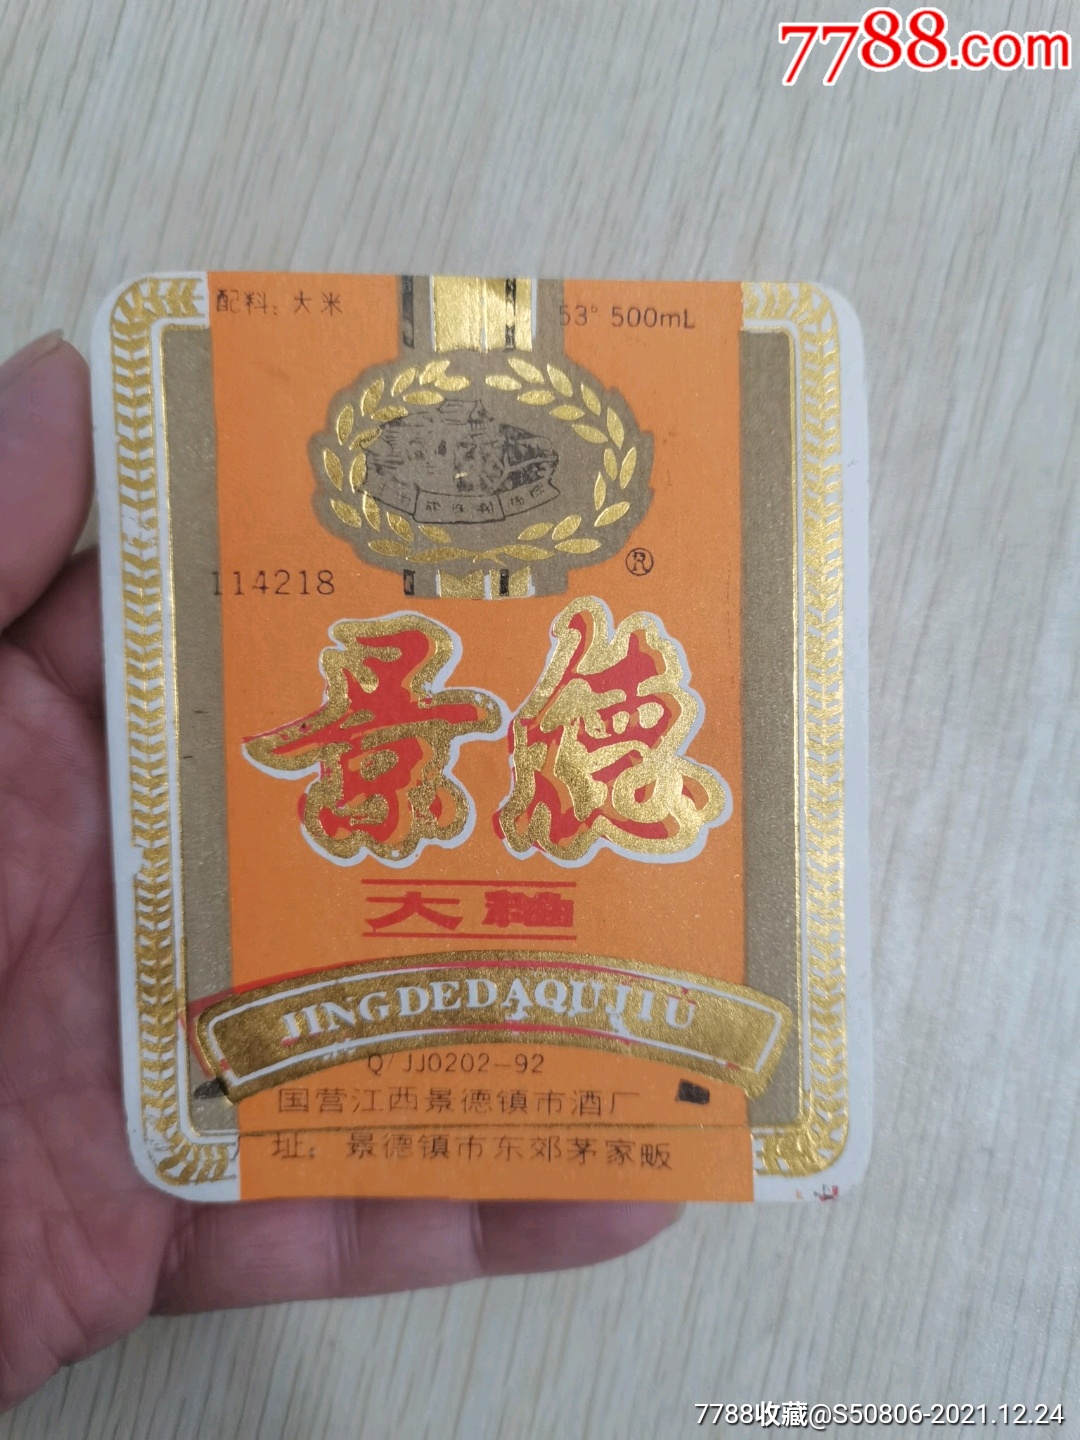 7788.com
配料：大米
53° 500mL
R
114218
景德
大粬
JINGDEDAQUJIU
Q/JJ0202-92
国营江西景德镇市酒厂
厂址：景德镇市东郊茅家畈
7788收藏@S50806-2021.12.24